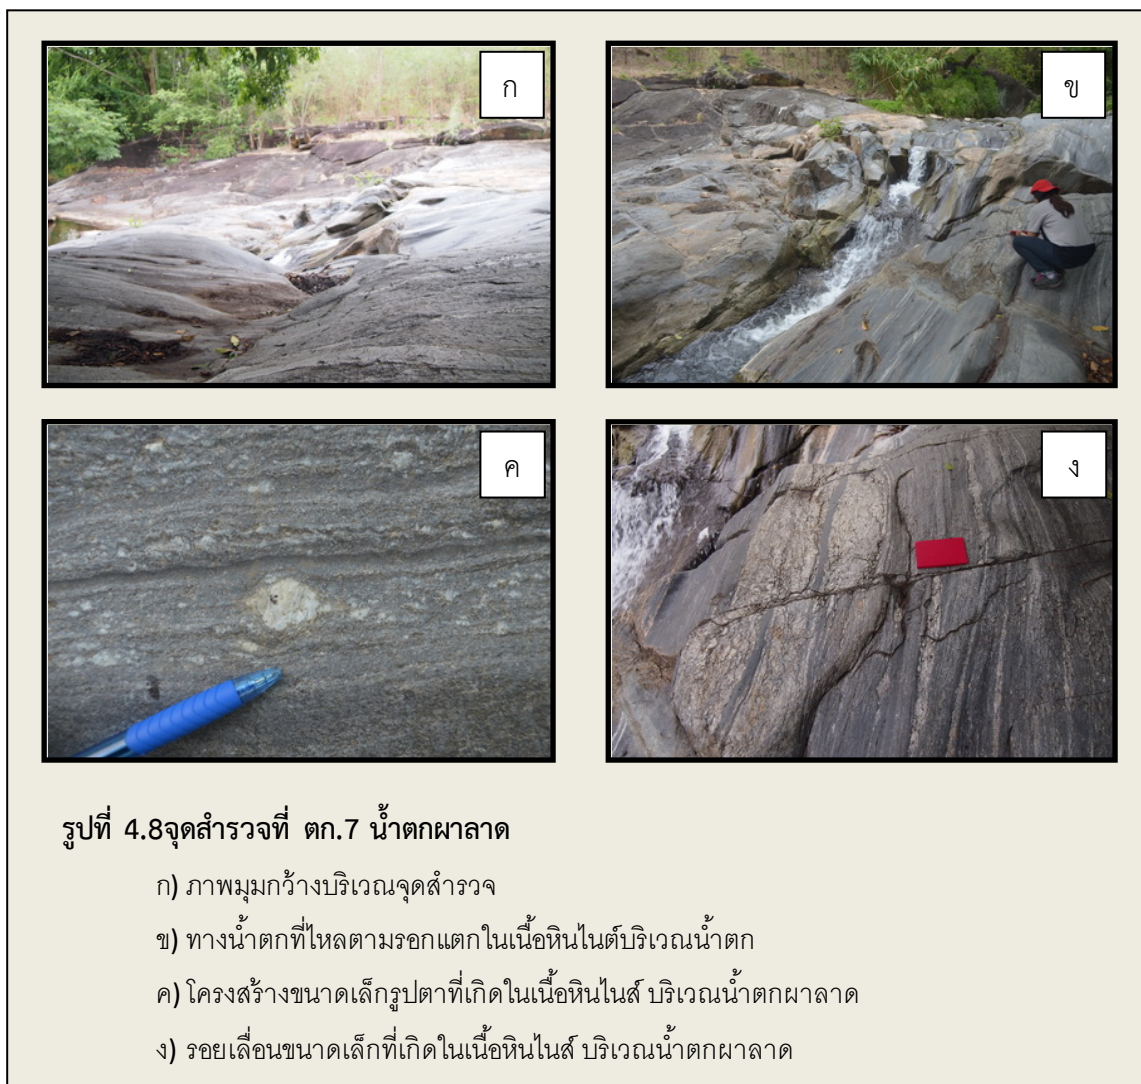 ก
ข
ค
ง
รูปที่ 4.8จุดสำรวจที่ ตก.7 น้ำตกผาลาด
ก) ภาพมุมกว้างบริเวณจุดสำรวจ
ข) ทางน้ำตกที่ไหลตามรอกแตกในเนื้อหินไนต์บริเวณน้ำตก
ค) โครงสร้างขนาดเล็กรูปตาที่เกิดในเนื้อหินไนส์ บริเวณน้ำตกผาลาด
ง) รอยเลื่อนขนาดเล็กที่เกิดในเนื้อหินไนส์ บริเวณน้ำตกผาลาด